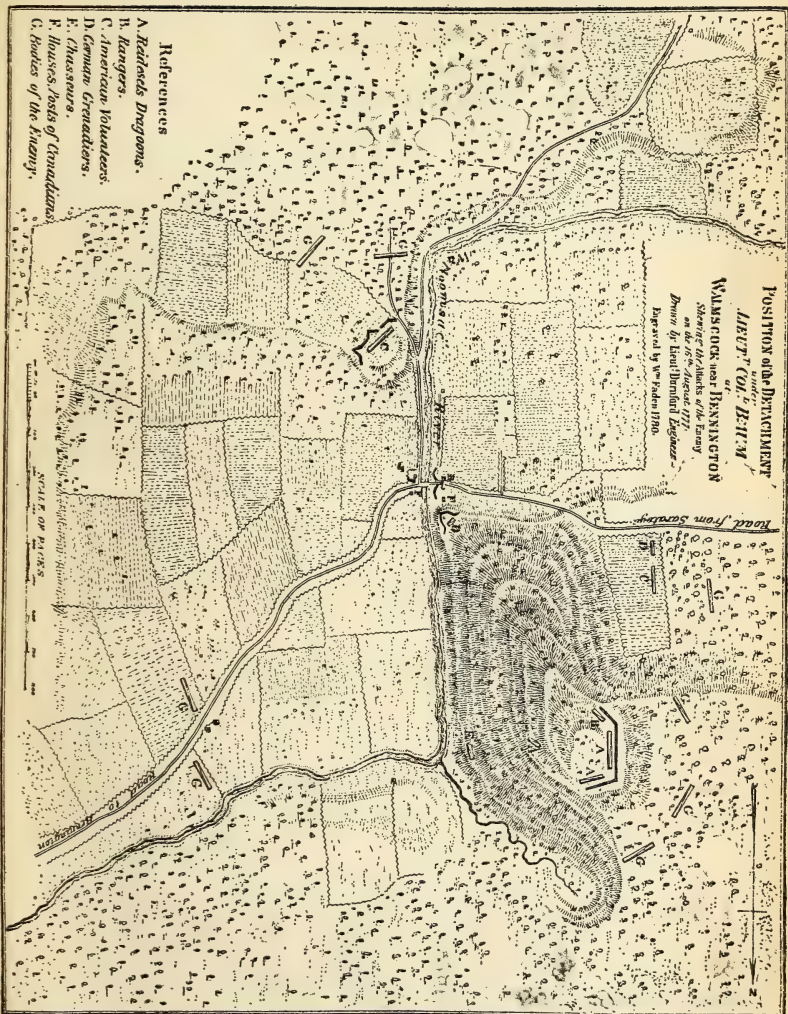 POSITION of the DETACHMENT
under
LIEUT.T COL.L BAUM
at
WALMSCOCK near BENNINGTON
Shewing the Attacks of the Enemy
on the 16th August 1777.
Drawn by Lieut. Durnford Engineer
Engraved by Wm Faden 1780.
References
A. Reidesels Dragoons.
B. Rangers.
C. American Volunteers.
D. German Grenadiers.
E. Chasseurs.
F. Houses, Posts of Canadians
G. Bodies of the Enemy.
Road from Saratoga
River
Road to Bennington
SCALE OF PACES
G
G
C
G
G
G
G
G
G
D
C
B
A
E
F
N